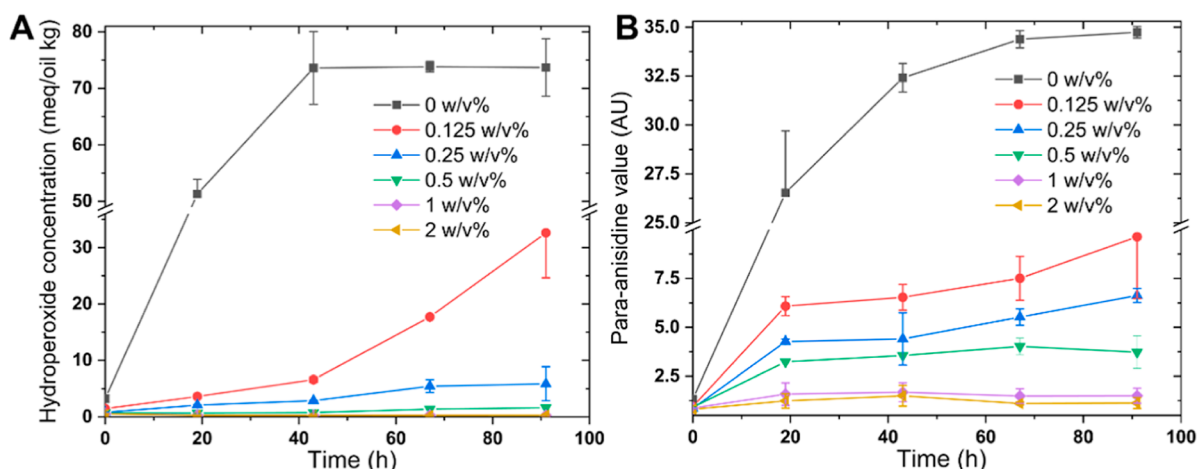 A
Hydroperoxide concentration (meq/oil kg)
80
70
60
50
30
20
10
0
0 w/v%
0.125 w/v%
0.25 w/v%
0.5 w/v%
1 w/v%
2 w/v%
0 20 40 60 80 100
Time (h)
B
Para-anisidine value (AU)
35.0
32.5
30.0
27.5
25.0
7.5
5.0
2.5
0 w/v%
0.125 w/v%
0.25 w/v%
0.5 w/v%
1 w/v%
2 w/v%
0 20 40 60 80 100
Time (h)